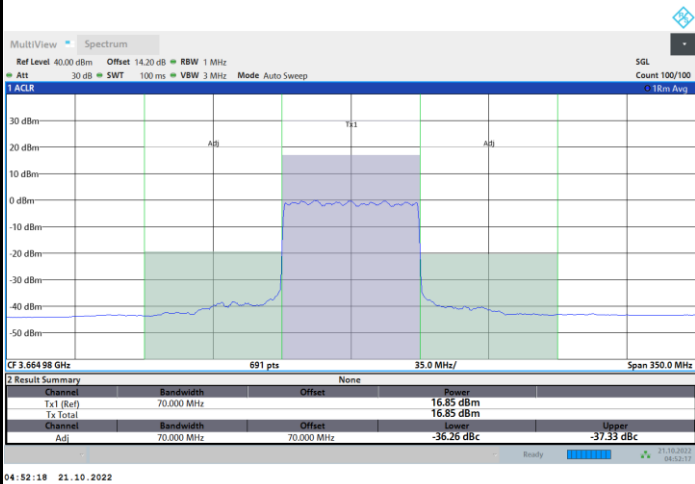 MultiView Spectrum
Ref Level 40.00 dBm Offset 14.20 dB RBW 1 MHz SGL
Att 30 dB SWT 100 ms VBW 3 MHz Mode Auto Sweep Count 100/100
1 ACLR 1Rm Avg
30 dBm
Tx1
20 dBm
Adj Adj
10 dBm
0 dBm
-10 dBm
-20 dBm
-30 dBm
-40 dBm
-50 dBm
CF 3.664 98 GHz 691 pts 35.0 MHz/ Span 350.0 MHz
2 Result Summary None
Channel Bandwidth Offset Power
Tx1 (Ref) 70.000 MHz 16.85 dBm
Tx Total 16.85 dBm
Channel Bandwidth Offset Lower Upper
Adj 70.000 MHz 70.000 MHz -36.26 dBc -37.33 dBc
Ready 21.10.2022
04:52:17
04:52:18 21.10.2022